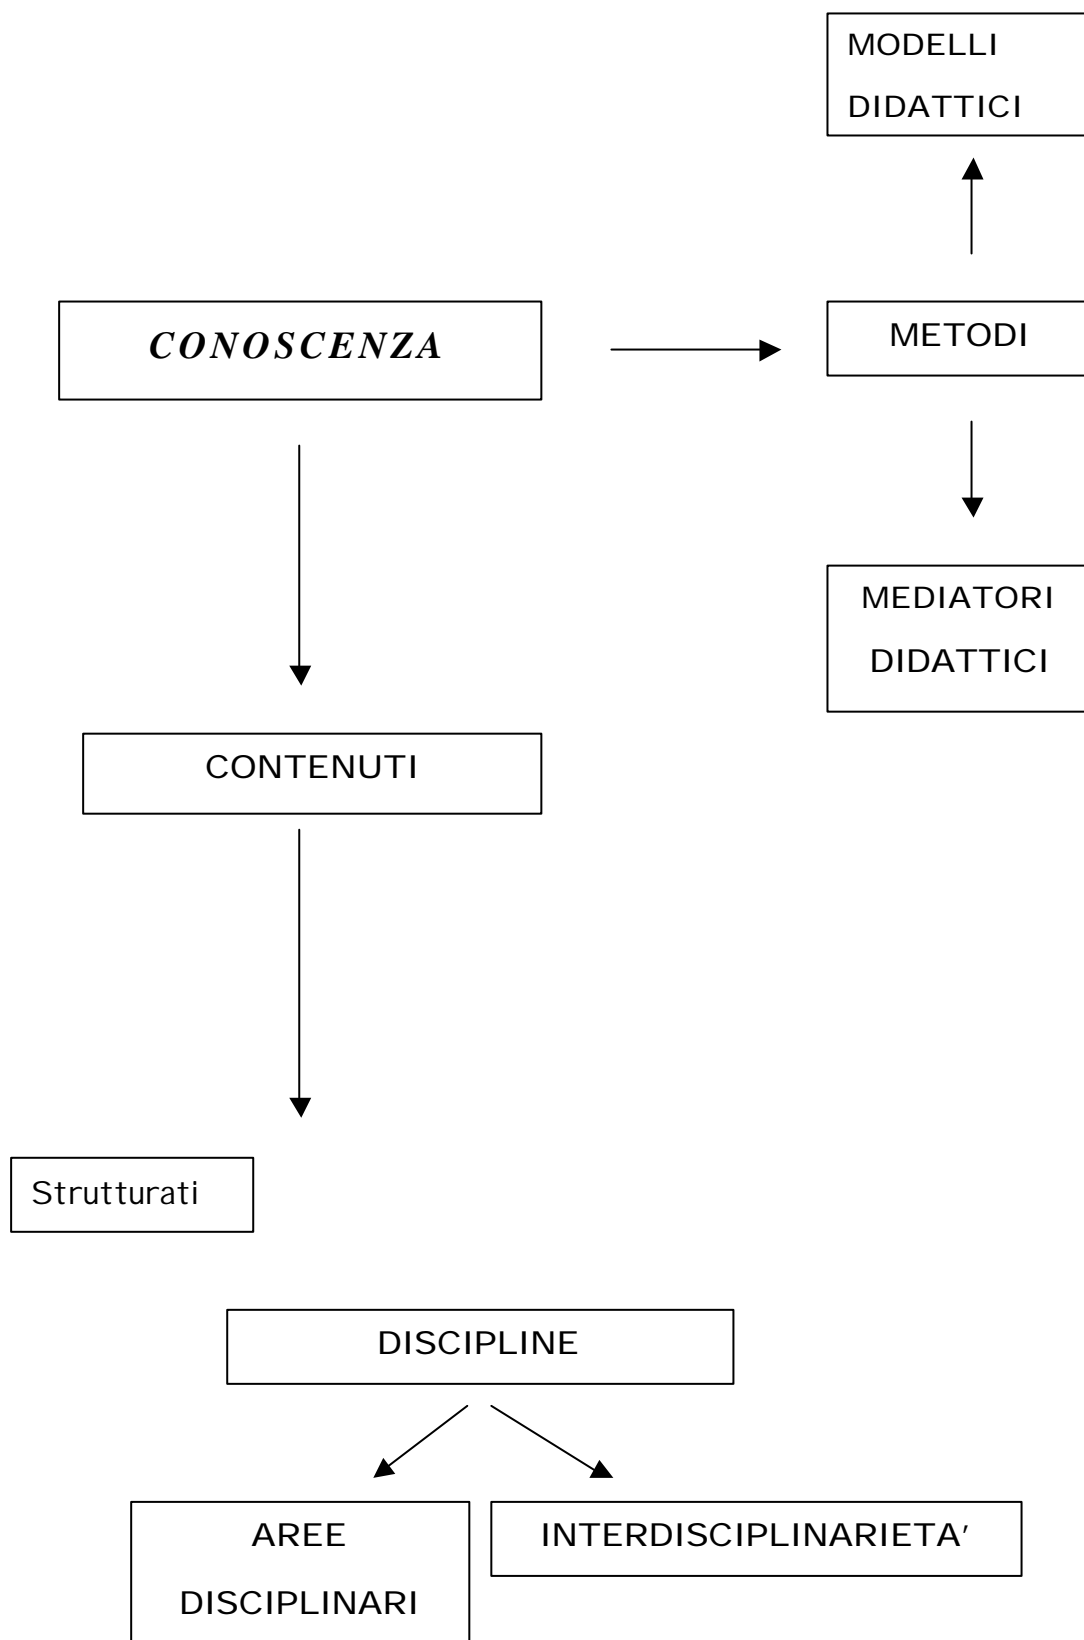 MODELLI
DIDATTICI
CONOSCENZA
METODI
MEDIATORI
DIDATTICI
CONTENUTI
Strutturati
DISCIPLINE
AREE
DISCIPLINARI
INTERDISCIPLINARIETA’